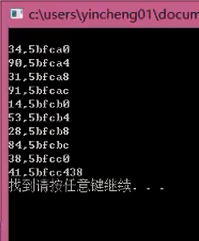 c:\users\yincheng01\docum
34,5bfca0
90,5bfca4
31,5bfca8
91,5bfcac
14,5bfcb0
53,5bfcb4
28,5bfcb8
84,5bfcbc
38,5bfcc0
41,5bfcc438
找到请按任意键继续. . .